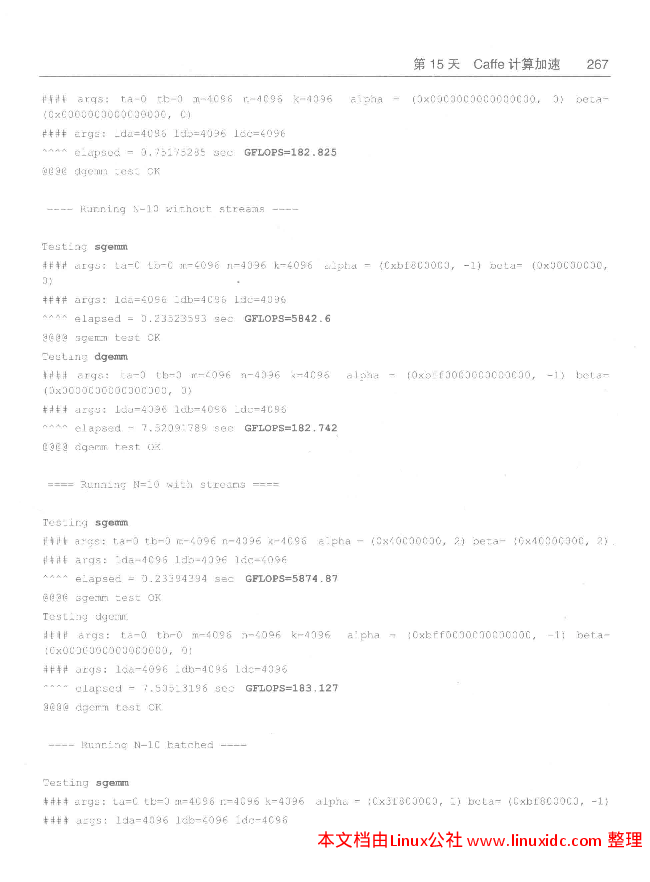 第 15 天 Caffe 计算加速 267
#### args: ta=0 tb=0 m=4096 n=4096 k=4096 alpha = (0x0000000000000000, 0) beta=
(0x0000000000000000, 0)
#### args: lda=4096 ldb=4096 ldc=4096
^^^^ elapsed = 0.75175285 sec GFLOPS=182.825
@@@@ dgemm test OK
==== Running N=10 without streams ====
Testing sgemm
#### args: ta=0 tb=0 m=4096 n=4096 k=4096 alpha = (0xbf800000, -1) beta= (0x00000000,
0)
#### args: lda=4096 ldb=4096 ldc=4096
^^^^ elapsed = 0.23523593 sec GFLOPS=5842.6
@@@@ sgemm test OK
Testing dgemm
#### args: ta=0 tb=0 m=4096 n=4096 k=4096 alpha = (0xbff0000000000000, -1) beta=
(0x0000000000000000, 0)
#### args: lda=4096 ldb=4096 ldc=4096
^^^^ elapsed = 7.52091789 sec GFLOPS=182.742
@@@@ dgemm test OK
==== Running N=10 with streams ====
Testing sgemm
#### args: ta=0 tb=0 m=4096 n=4096 k=4096 alpha = (0x40000000, 2) beta= (0x40000000, 2)
#### args: lda=4096 ldb=4096 ldc=4096
^^^^ elapsed = 0.23394394 sec GFLOPS=5874.87
@@@@ sgemm test OK
Testing dgemm
#### args: ta=0 tb=0 m=4096 n=4096 k=4096 alpha = (0xbff0000000000000, -1) beta=
(0x0000000000000000, 0)
#### args: lda=4096 ldb=4096 ldc=4096
^^^^ elapsed = 7.50513196 sec GFLOPS=183.127
@@@@ dgemm test OK
==== Running N=10 batched ====
Testing sgemm
#### args: ta=0 tb=0 m=4096 n=4096 k=4096 alpha = (0x3f800000, 1) beta= (0xbf800000, -1)
#### args: lda=4096 ldb=4096 ldc=4096
本文档由Linux公社 www.linuxidc.com 整理